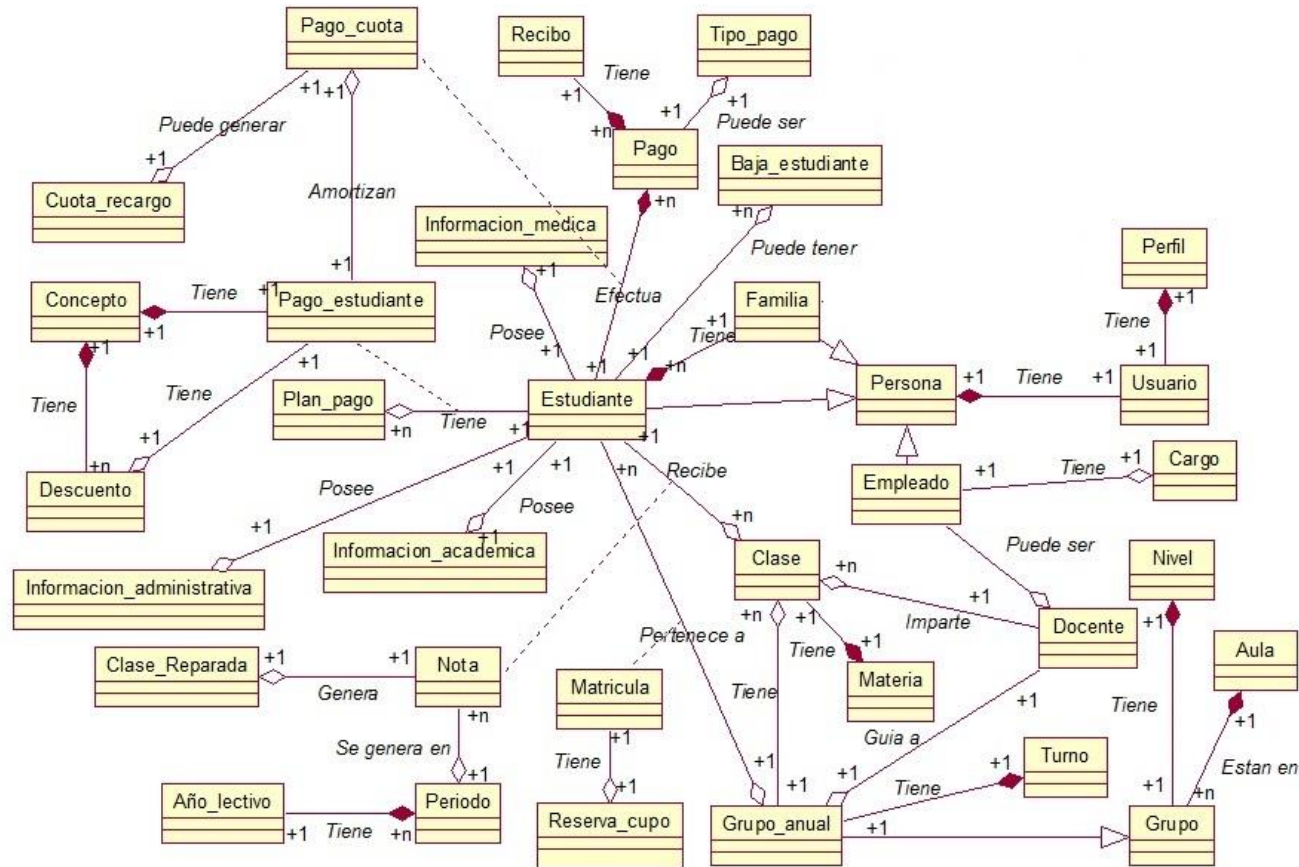 Pago_cuota
Recibo
Tipo_pago
Tiene
+1
+1
+1
+1
+1
Puede generar
+n
+1
Puede ser
Pago
Baja_estudiante
+1
Cuota_recargo
Amortizan
+n
+n
Informacion_medica
Puede tener
Perfil
+1
+1
Concepto
Tiene
+1
Pago_estudiante
Efectua
Familia
+1
+1
Posee
+1
Tiene
Tiene
+1
+1
+1
+1
+1
+1
+n
Tiene
Plan_pago
Estudiante
Persona
+1
Tiene
+1
Usuario
Tiene
+n
Tiene
+1
+n
+1
+1
+1
+n
Recibe
+1
Tiene
+1
Cargo
Descuento
Posee
Empleado
+1
Posee
+n
+1
Informacion_academica
Clase
Puede ser
Nivel
Informacion_administrativa
+n
+1
+n
+1
Imparte
Docente
+1
Pertenece a
Aula
Clase_Reparada
+1
+1
Nota
Matricula
Tiene
+1
Materia
Genera
+n
Tiene
+1
Tiene
+1
+1
Guia a
Se genera en
Tiene
+1
Turno
Estan en
+1
+1
+1
+1
Tiene
Año_lectivo
Periodo
+1
+1
+n
+1
Tiene
+n
Reserva_cupo
Grupo_anual
+1
Grupo